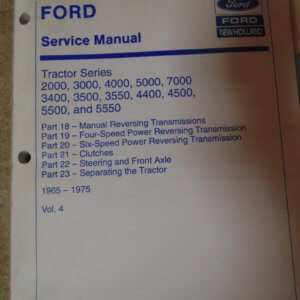 FORD
Ford
FORD
NEW HOLLAND
Service Manual
Tractor Series
2000, 3000, 4000, 5000, 7000
3400, 3500, 3550, 4400, 4500,
5500, and 5550
Part 18 – Manual Reversing Transmissions
Part 19 – Four-Speed Power Reversing Transmission
Part 20 – Six-Speed Power Reversing Transmission
Part 21 – Clutches
Part 22 – Steering and Front Axle
Part 23 – Separating the Tractor
1965 – 1975
Vol. 4